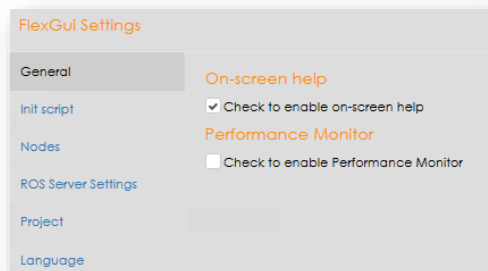 FlexGui Settings
General
Init script
Nodes
ROS Server Settings
Project
Language
On-screen help
Check to enable on-screen help
Performance Monitor
Check to enable Performance Monitor